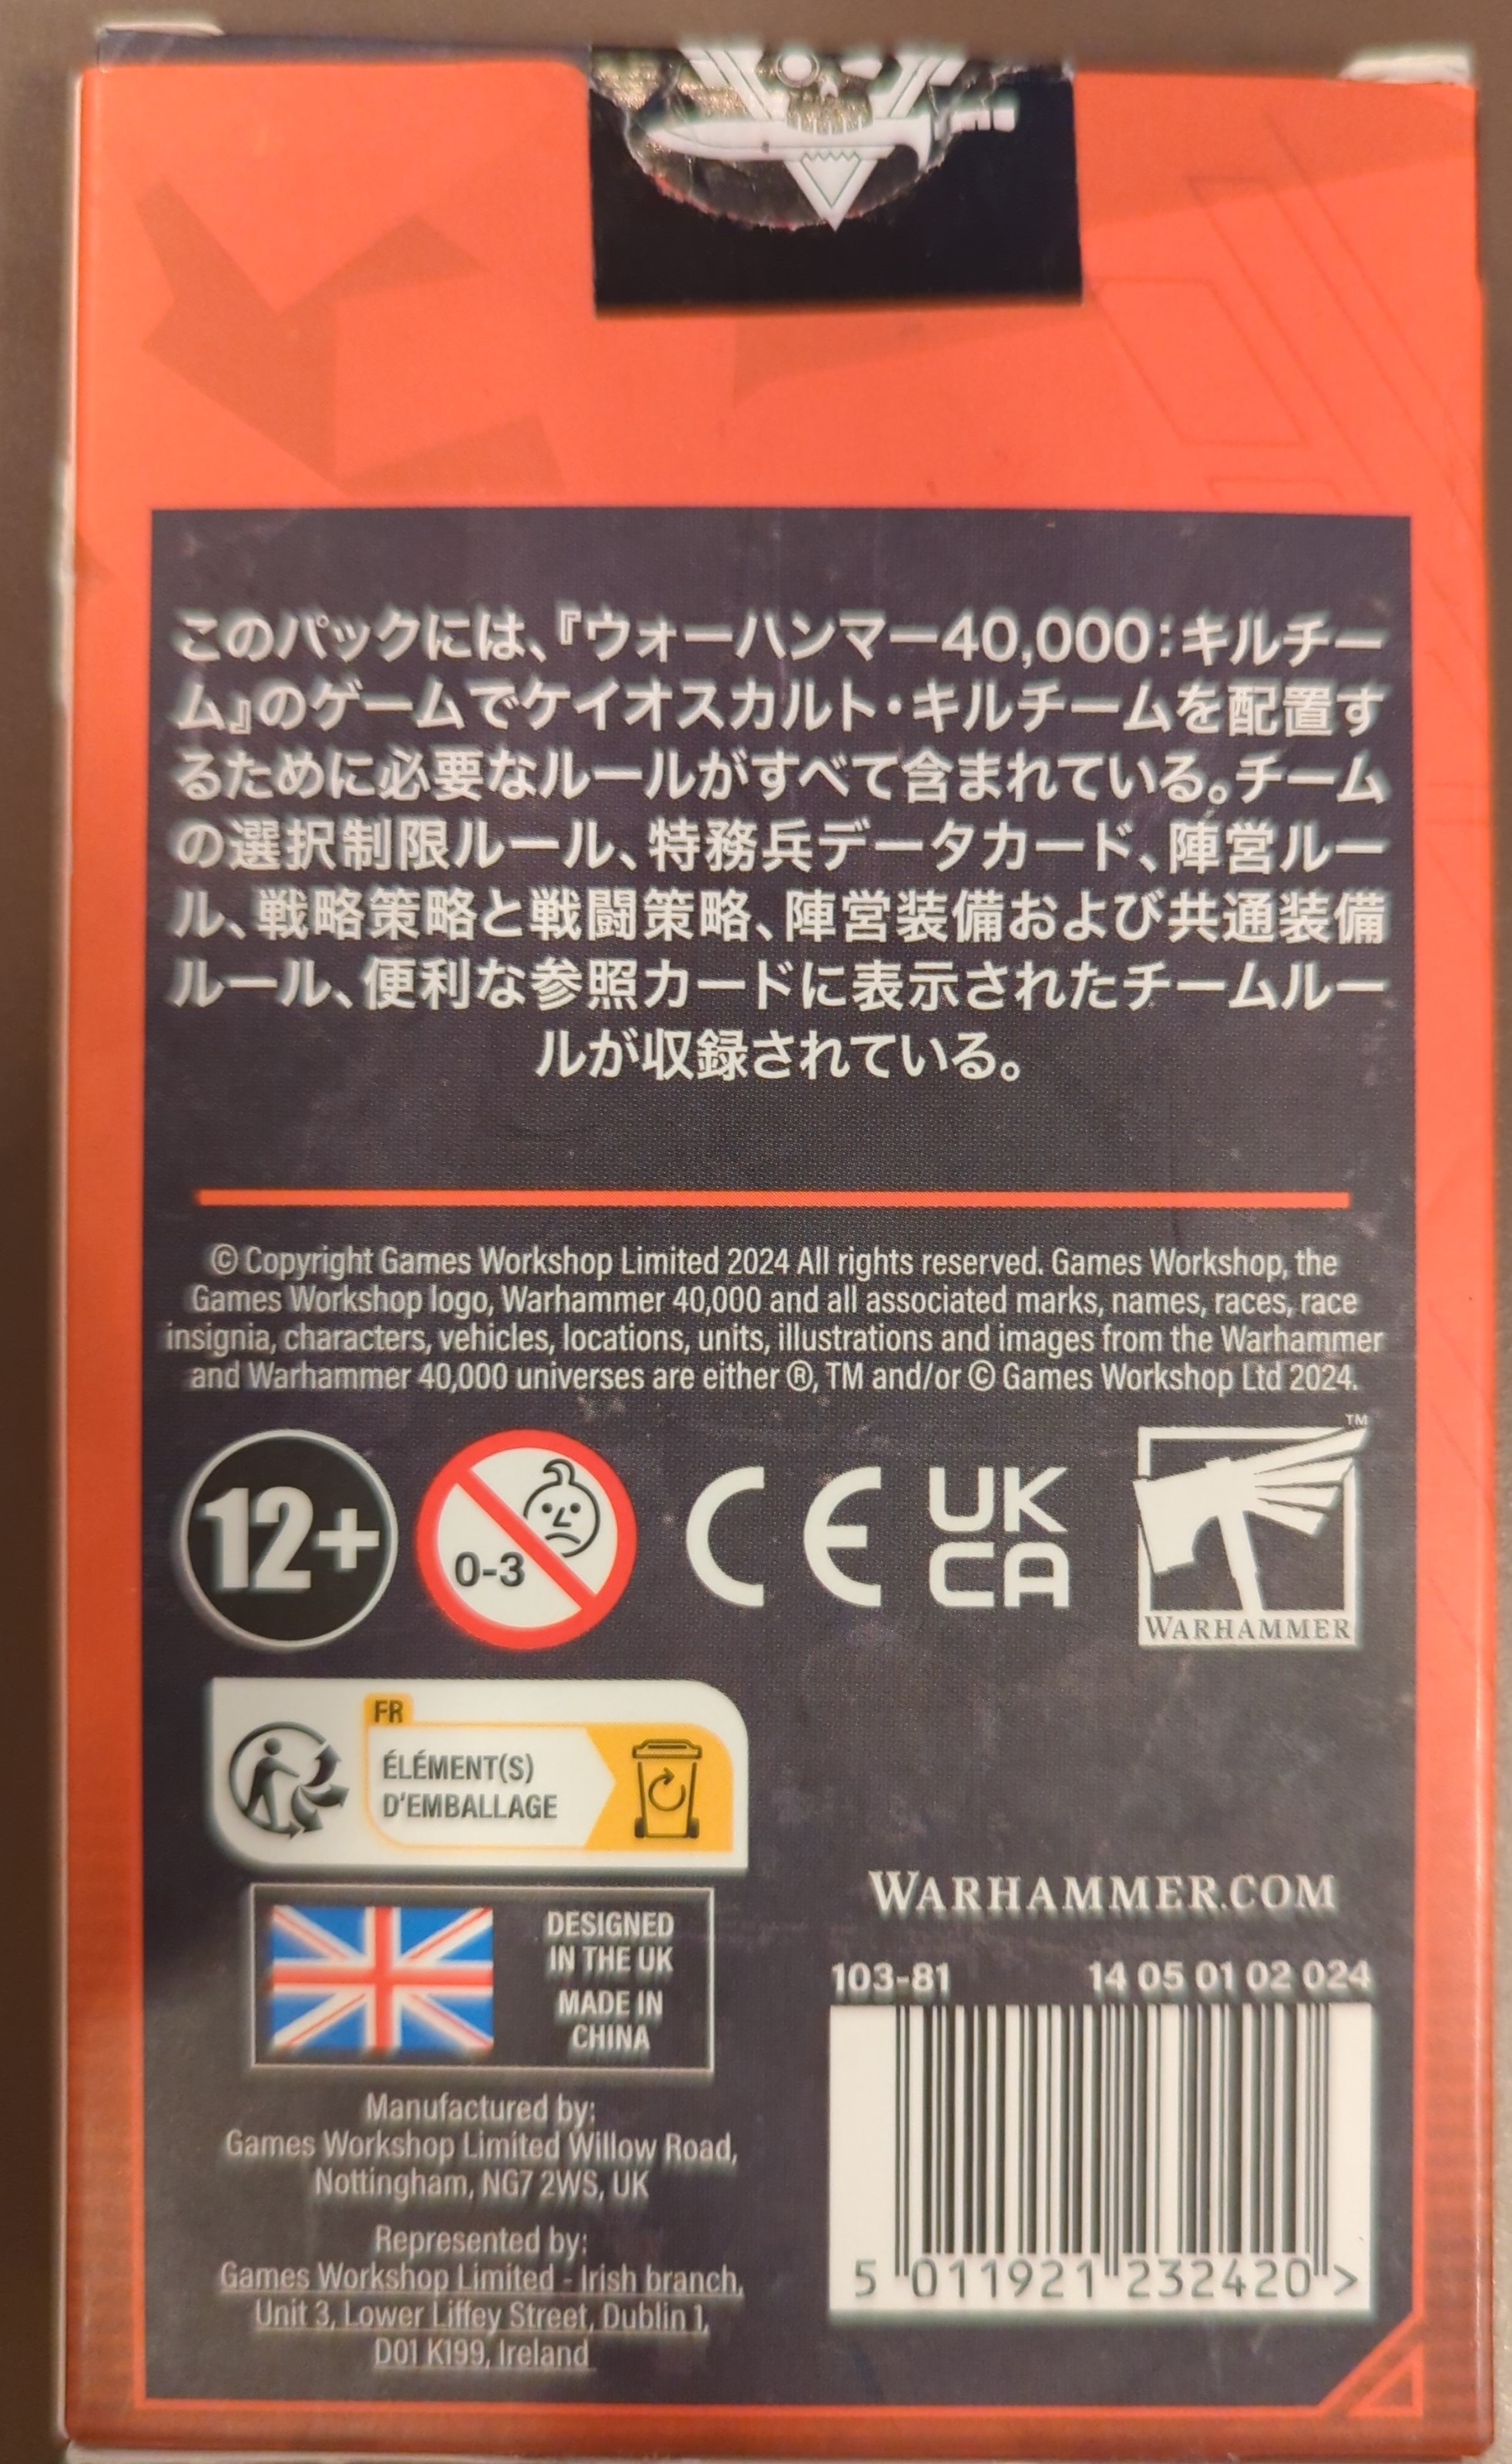 このパックには、『ウォーハンマー40,000：キルチー
ム』のゲームでケイオスカルト・キルチームを配置す
るために必要なルールがすべて含まれている。チーム
の選択制限ルール、特務兵データカード、陣営ルー
ル、戦略策略と戦闘策略、陣営装備および共通装備
ルール、便利な参照カードに表示されたチームルー
ルが収録されている。
© Copyright Games Workshop Limited 2024 All rights reserved. Games Workshop, the
Games Workshop logo, Warhammer 40,000 and all associated marks, names, races, race
insignia, characters, vehicles, locations, units, illustrations and images from the Warhammer
and Warhammer 40,000 universes are either ®, TM and/or © Games Workshop Ltd 2024.
12+
0-3
CE
UK
CA
TM
WARHAMMER
FR
ÉLÉMENT(S)
D'EMBALLAGE
DESIGNED
IN THE UK
MADE IN
CHINA
Manufactured by:
Games Workshop Limited Willow Road,
Nottingham, NG7 2WS, UK
Represented by:
Games Workshop Limited - Irish branch,
Unit 3, Lower Liffey Street, Dublin 1,
D01 K199, Ireland
WARHAMMER.COM
103-81 14 05 01 02 024
5 011921 232420 >